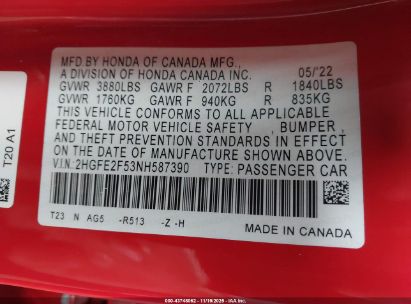 MFD BY HONDA OF CANADA MFG.,
A DIVISION OF HONDA CANADA INC. 05/'22
GVWR 3880LBS GAWR F 2072LBS R 1840LBS
GVWR 1760KG GAWR F 940KG R 835KG
THIS VEHICLE CONFORMS TO ALL APPLICABLE
FEDERAL MOTOR VEHICLE SAFETY, BUMPER,
AND THEFT PREVENTION STANDARDS IN EFFECT
ON THE DATE OF MANUFACTURE SHOWN ABOVE.
V.I.N: 2HGFE2F53NH587390 TYPE: PASSENGER CAR
T23 N AG5 -R513 -Z -H
MADE IN CANADA
T20 A1